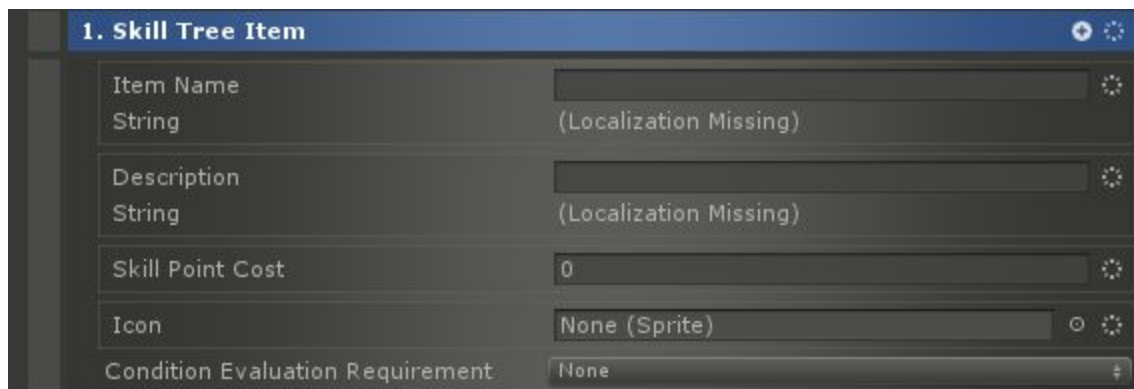 1. Skill Tree Item
Item Name
String (Localization Missing)
Description
String (Localization Missing)
Skill Point Cost 0
Icon None (Sprite)
Condition Evaluation Requirement None